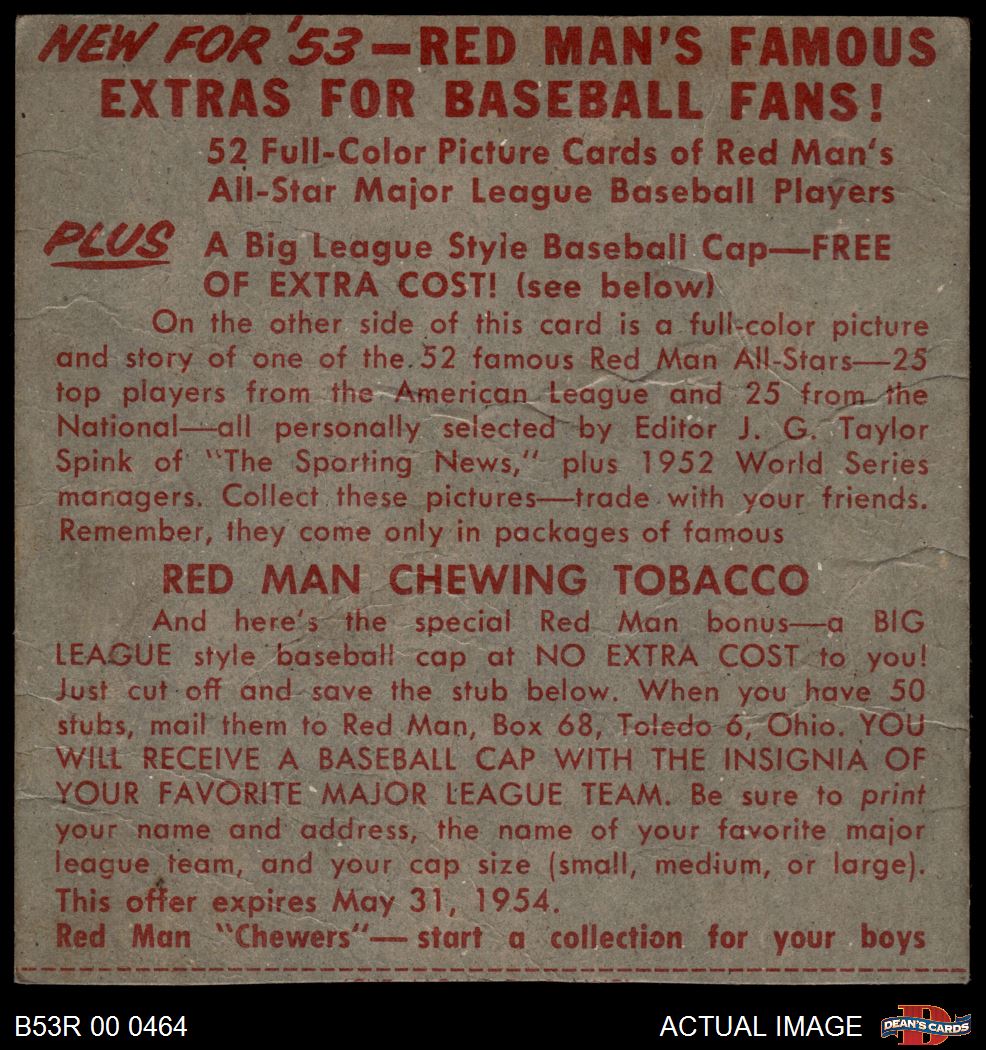 NEW FOR '53—RED MAN'S FAMOUS
EXTRAS FOR BASEBALL FANS!
52 Full-Color Picture Cards of Red Man's
All-Star Major League Baseball Players
PLUS A Big League Style Baseball Cap—FREE
OF EXTRA COST! (see below)
On the other side of this card is a full-color picture
and story of one of the 52 famous Red Man All-Stars—25
top players from the American League and 25 from the
National—all personally selected by Editor J. G. Taylor
Spink of "The Sporting News," plus 1952 World Series
managers. Collect these pictures—trade with your friends.
Remember, they come only in packages of famous
RED MAN CHEWING TOBACCO
And here's the special Red Man bonus—a BIG
LEAGUE style baseball cap at NO EXTRA COST to you!
Just cut off and save the stub below. When you have 50
stubs, mail them to Red Man, Box 68, Toledo 6, Ohio. YOU
WILL RECEIVE A BASEBALL CAP WITH THE INSIGNIA OF
YOUR FAVORITE MAJOR LEAGUE TEAM. Be sure to print
your name and address, the name of your favorite major
league team, and your cap size (small, medium, or large).
This offer expires May 31, 1954.
Red Man "Chewers"—start a collection for your boys
B53R 00 0464
ACTUAL IMAGE
DEAN'S CARDS